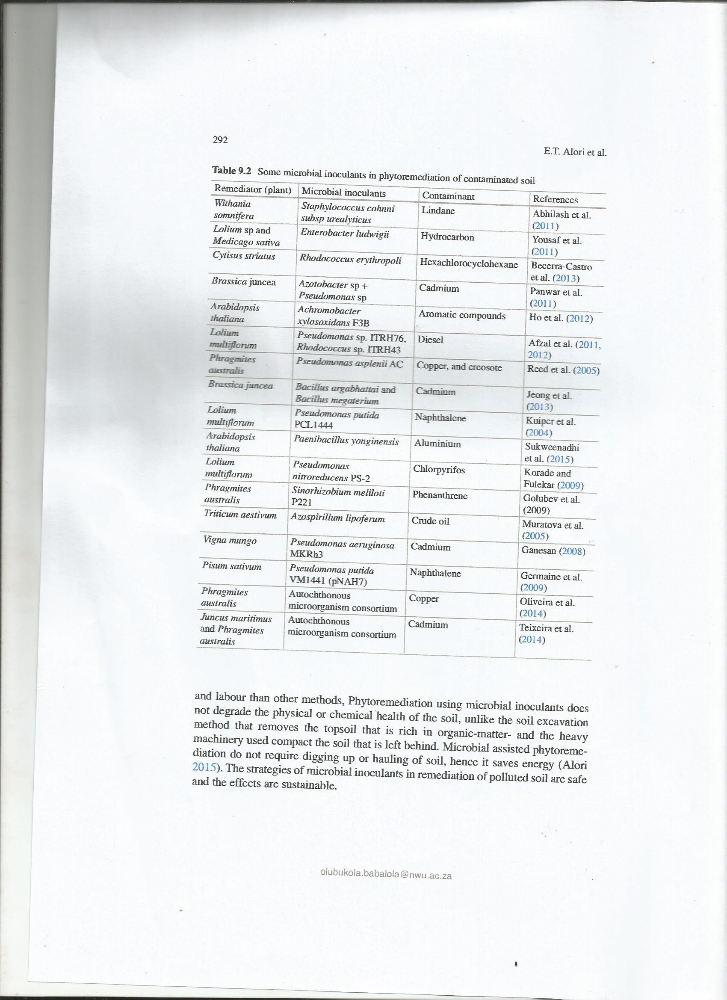 292
E.T. Alori et al.
Table 9.2 Some microbial inoculants in phytoremediation of contaminated soil
Remediator (plant) Microbial inoculants Contaminant References
Withania Staphylococcus cohnni Lindane Abhilash et al.
somnifera subsp urealyticus (2011)
Lolium sp and Enterobacter ludwigii Hydrocarbon Yousaf et al.
Medicago sativa (2011)
Cytisus striatus Rhodococcus erythropoli Hexachlorocyclohexane Becerra-Castro
et al. (2013)
Brassica juncea Azotobacter sp + Cadmium Panwar et al.
Pseudomonas sp (2011)
Arabidopsis Achromobacter Aromatic compounds Ho et al. (2012)
thaliana xylosoxidans F3B
Lolium Pseudomonas sp. ITRH76, Diesel Afzal et al. (2011,
multiflorum Rhodococcus sp. ITRH43 2012)
Phragmites Pseudomonas asplenii AC Copper, and creosote Reed et al. (2005)
australis
Brassica juncea Bacillus argabhattai and Cadmium Jeong et al.
Bacillus megaterium (2013)
Lolium Pseudomonas putida Naphthalene Kuiper et al.
multiflorum PCL1444 (2004)
Arabidopsis Paenibacillus yonginensis Aluminium Sukweenadhi
thaliana et al. (2015)
Lolium Pseudomonas Chlorpyrifos Korade and
multiflorum nitroreducens PS-2 Fulekar (2009)
Phragmites Sinorhizobium meliloti Phenanthrene Golubev et al.
australis P221 (2009)
Triticum aestivum Azospirillum lipoferum Crude oil Muratova et al.
(2005)
Vigna mungo Pseudomonas aeruginosa Cadmium Ganesan (2008)
MKRh3
Pisum sativum Pseudomonas putida Naphthalene Germaine et al.
VM1441 (pNAH7) (2009)
Phragmites Autochthonous Copper Oliveira et al.
australis microorganism consortium (2014)
Juncus maritimus Autochthonous Cadmium Teixeira et al.
and Phragmites microorganism consortium (2014)
australis
and labour than other methods, Phytoremediation using microbial inoculants does
not degrade the physical or chemical health of the soil, unlike the soil excavation
method that removes the topsoil that is rich in organic-matter- and the heavy
machinery used compact the soil that is left behind. Microbial assisted phytoreme-
diation do not require digging up or hauling of soil, hence it saves energy (Alori
2015). The strategies of microbial inoculants in remediation of polluted soil are safe
and the effects are sustainable.
olubukola.babalola@nwu.ac.za